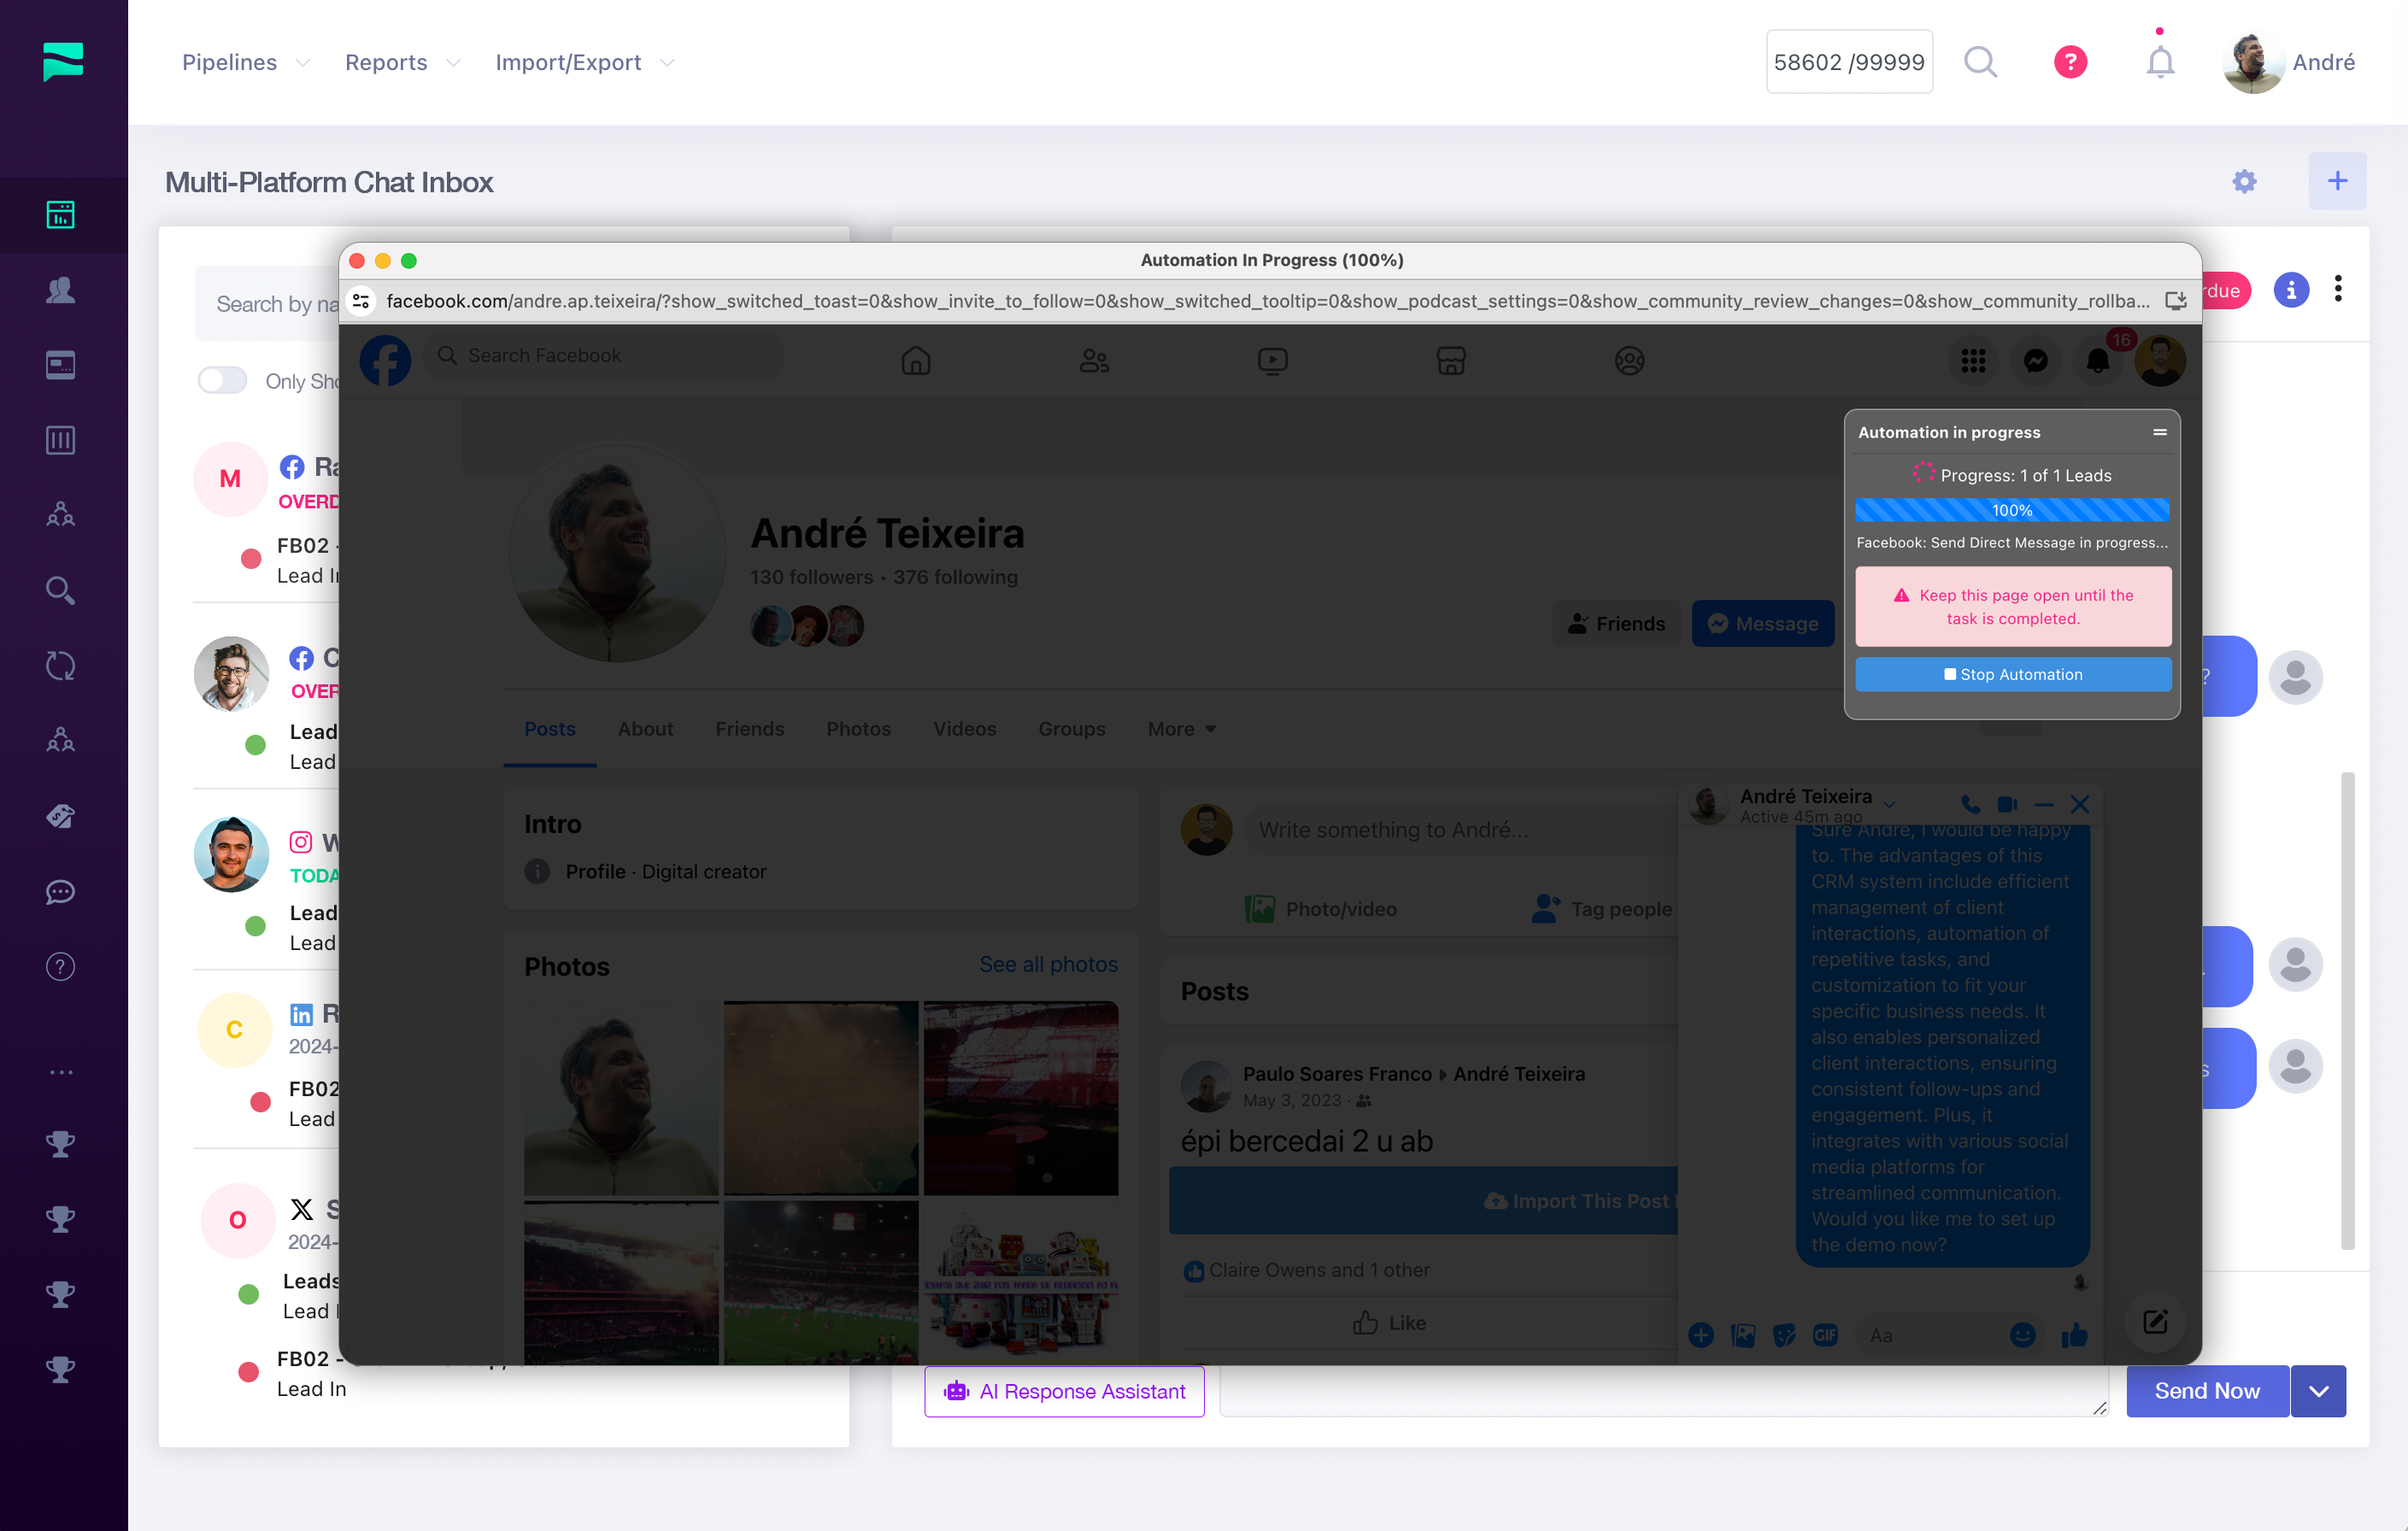 Pipelines
Reports
Import/Export
58602 /99999
?
André
Multi-Platform Chat Inbox
Search by na
Only Sho
M
Ra
OVERD
FB02 -
Lead In
C
OVER
Lead
Lead
W
TODA
Lead
Lead
C
in
R
2024-
FB02
Lead
O
S
2024-
Leads
Lead I
FB02 -
Lead In
Automation In Progress (100%)
facebook.com/andre.ap.teixeira/?show_switched_toast=0&show_invite_to_follow=0&show_switched_tooltip=0&show_podcast_settings=0&show_community_review_changes=0&show_community_rollba...
Search Facebook
16
André Teixeira
130 followers • 376 following
Friends
Message
Posts
About
Friends
Photos
Videos
Groups
More
Intro
Profile · Digital creator
Photos
See all photos
Write something to André...
Photo/video
Tag people
Posts
Paulo Soares Franco ▸ André Teixeira
May 3, 2023 ·
épi bercedai 2 u ab
Import This Post
Claire Owens and 1 other
Like
Automation in progress
Progress: 1 of 1 Leads
100%
Facebook: Send Direct Message in progress...
Keep this page open until the
task is completed.
Stop Automation
André Teixeira
Active 45m ago
Sure André, I would be happy
to. The advantages of this
CRM system include efficient
management of client
interactions, automation of
repetitive tasks, and
customization to fit your
specific business needs. It
also enables personalized
client interactions, ensuring
consistent follow-ups and
engagement. Plus, it
integrates with various social
media platforms for
streamlined communication.
Would you like me to set up
the demo now?
GIF
Aa
rdue
?
s
AI Response Assistant
Send Now